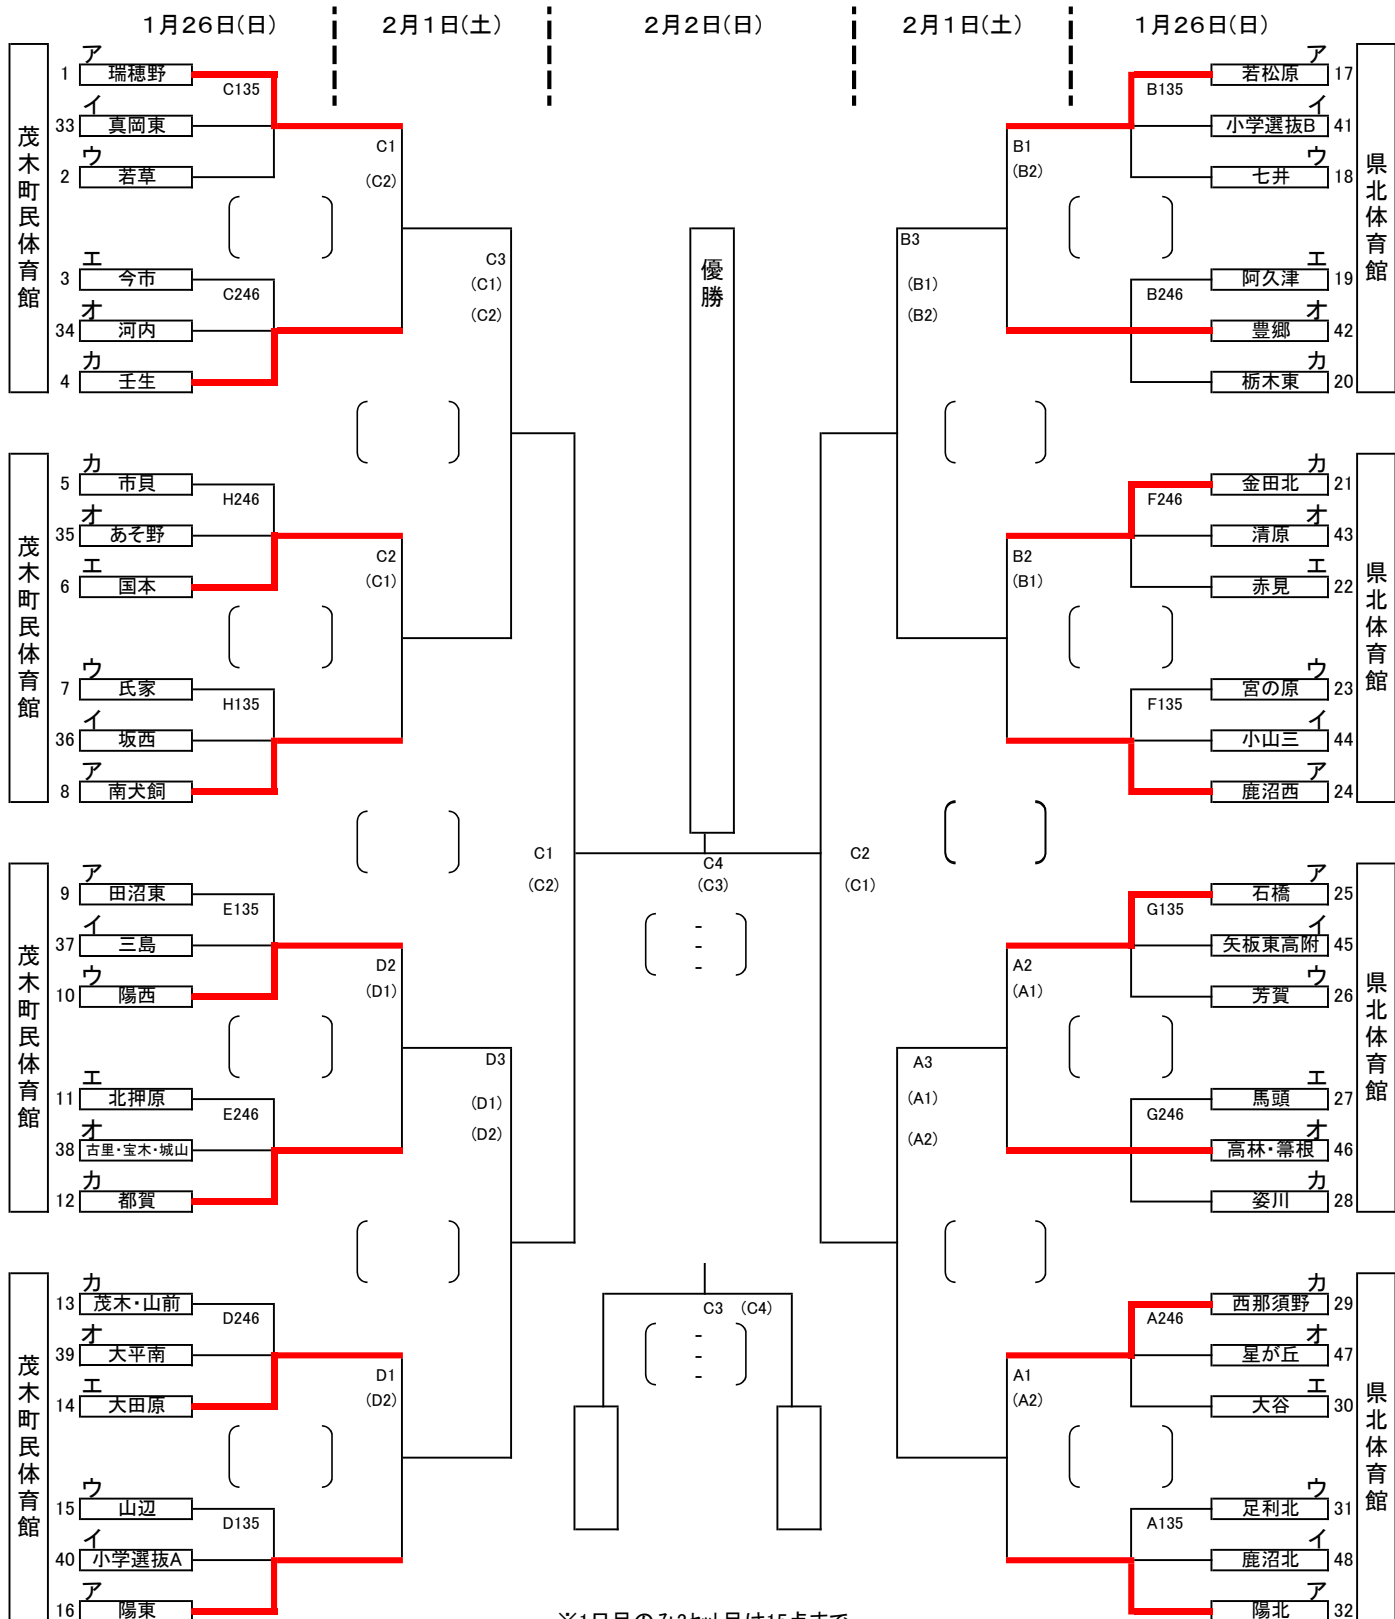 1月26日(日)
2月1日(土)
2月2日(日)
2月1日(土)
1月26日(日)
茂木町民体育館
ア
1 瑞穂野
C135
イ
33 真岡東
ウ
2 若草
C1
(C2)
エ
3 今市
C246
オ
34 河内
カ
4 壬生
C3
(C1)
(C2)
茂木町民体育館
カ
5 市貝
H246
オ
35 あそ野
エ
6 国本
C2
(C1)
ウ
7 氏家
H135
イ
36 坂西
ア
8 南犬飼
C1
(C2)
茂木町民体育館
ア
9 田沼東
E135
イ
37 三島
ウ
10 陽西
D2
(D1)
エ
11 北押原
E246
オ
38 古里・宝木・城山
カ
12 都賀
D3
(D1)
(D2)
茂木町民体育館
カ
13 茂木・山前
D246
オ
39 大平南
エ
14 大田原
D1
(D2)
ウ
15 山辺
D135
イ
40 小学選抜A
ア
16 陽東
優勝
C4
(C3)
-
-
-
C3 (C4)
-
-
-
県北体育館
ア
若松原 17
B135
イ
小学選抜B 41
ウ
七井 18
B1
(B2)
エ
阿久津 19
B246
オ
豊郷 42
カ
栃木東 20
B3
(B1)
(B2)
県北体育館
カ
金田北 21
F246
オ
清原 43
エ
赤見 22
B2
(B1)
ウ
宮の原 23
F135
イ
小山三 44
ア
鹿沼西 24
C2
(C1)
県北体育館
ア
石橋 25
G135
イ
矢板東高附 45
ウ
芳賀 26
A2
(A1)
エ
馬頭 27
G246
オ
高林・箒根 46
カ
姿川 28
A3
(A1)
(A2)
県北体育館
カ
西那須野 29
A246
オ
星が丘 47
エ
大谷 30
A1
(A2)
ウ
足利北 31
A135
イ
鹿沼北 48
ア
陽北 32
※1日目のみ3ｾｯﾄ目は15点まで